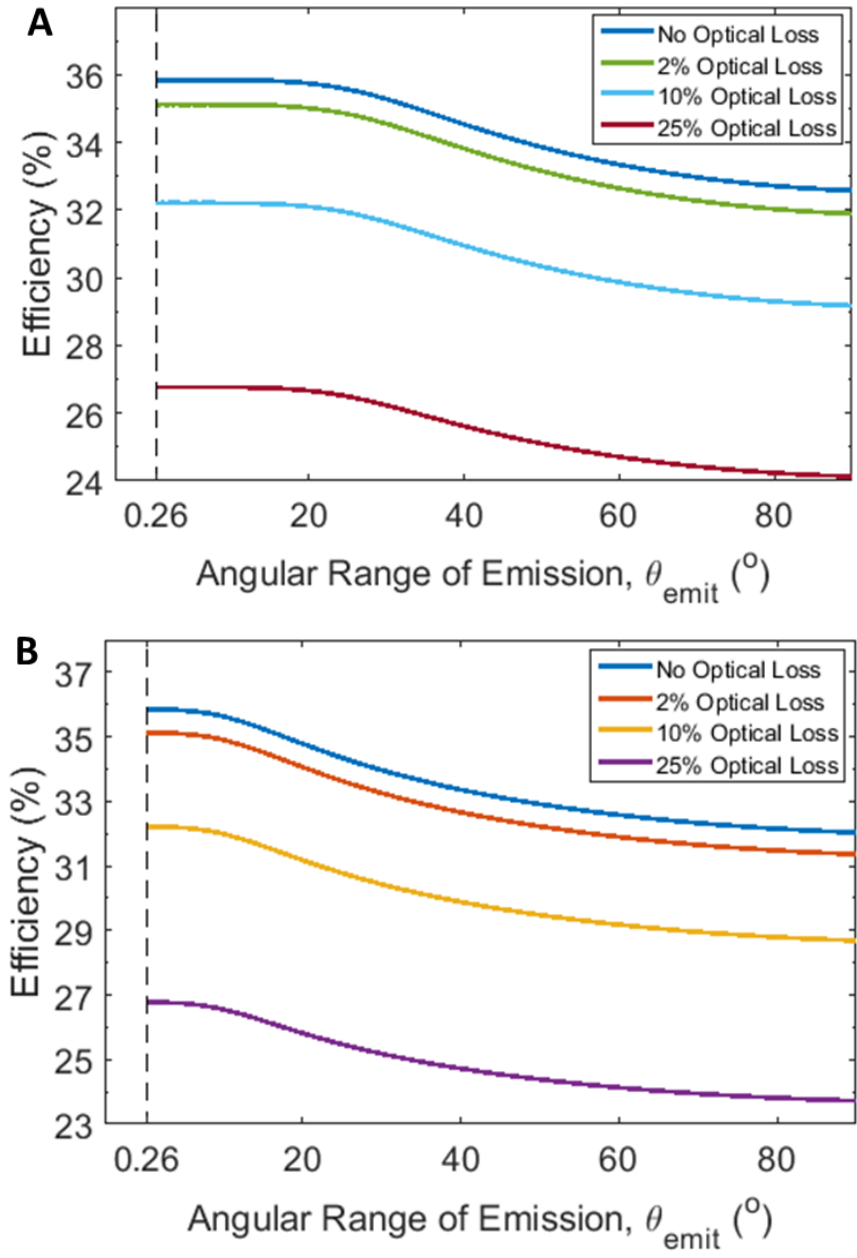 A
No Optical Loss
2% Optical Loss
10% Optical Loss
25% Optical Loss
36
34
32
30
28
26
24
Efficiency (%)
0.26 20 40 60 80
Angular Range of Emission, θemit (o)
B
No Optical Loss
2% Optical Loss
10% Optical Loss
25% Optical Loss
37
35
33
31
29
27
25
23
Efficiency (%)
0.26 20 40 60 80
Angular Range of Emission, θemit (o)